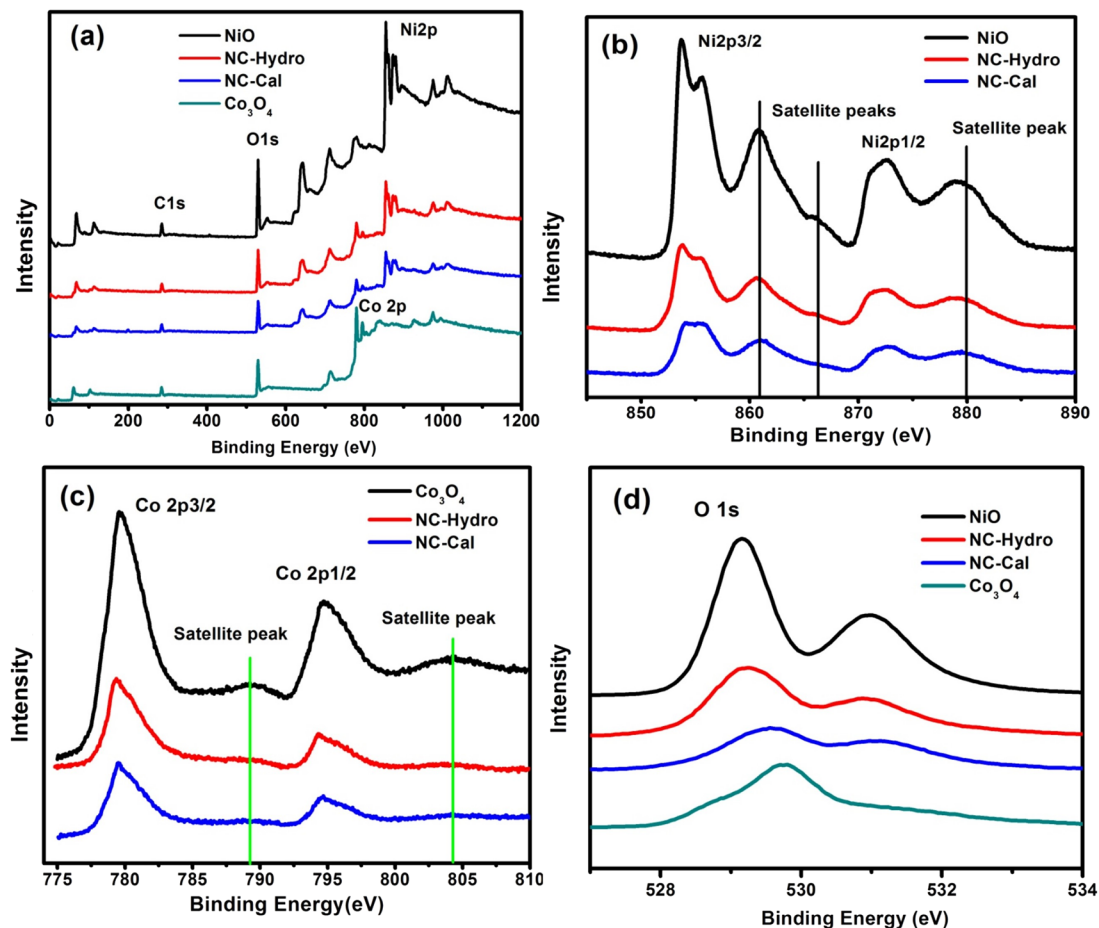 (a)
NiO
NC-Hydro
NC-Cal
Co₃O₄
Ni2p
O1s
C1s
Co 2p
Intensity
0 200 400 600 800 1000 1200
Binding Energy (eV)
(b)
Ni2p3/2
NiO
NC-Hydro
NC-Cal
Satellite peaks
Ni2p1/2
Satellite peak
Intensity
850 860 870 880 890
Binding Energy (eV)
(c)
Co 2p3/2
Co₃O₄
NC-Hydro
NC-Cal
Co 2p1/2
Satellite peak
Satellite peak
Intensity
775 780 785 790 795 800 805 810
Binding Energy(eV)
(d)
O 1s
NiO
NC-Hydro
NC-Cal
Co₃O₄
Intensity
528 530 532 534
Binding Energy (eV)